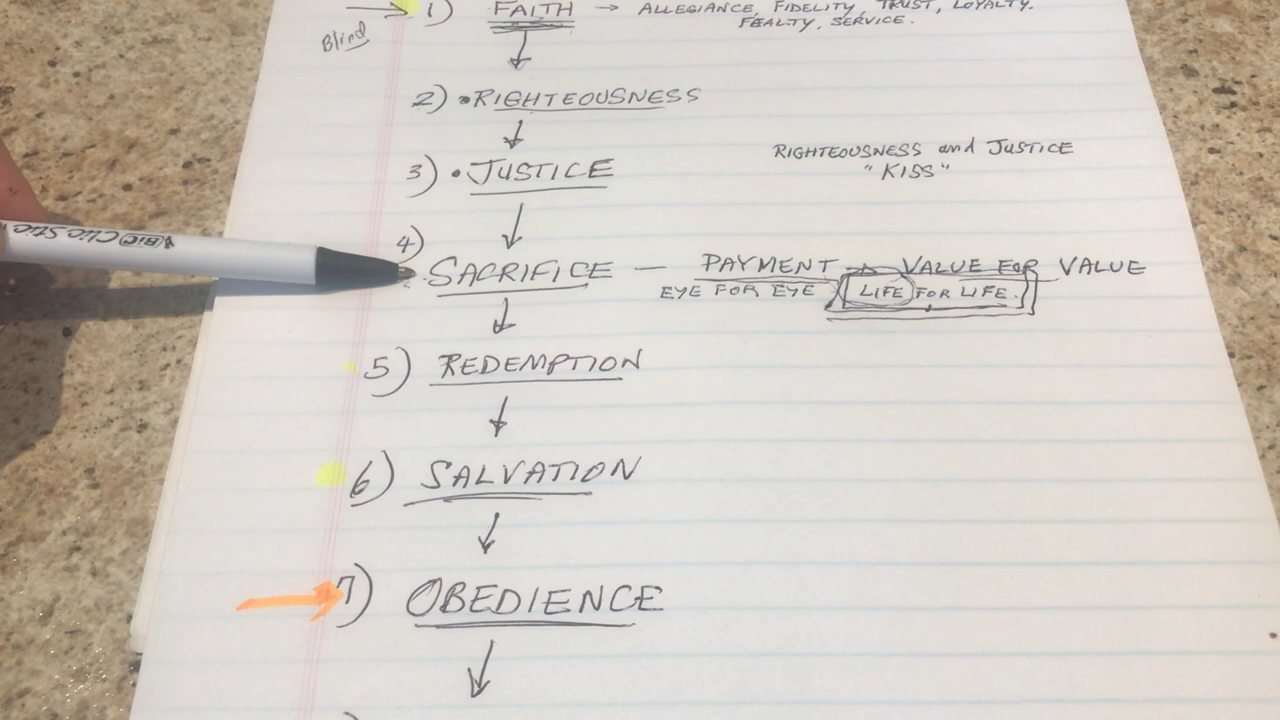 1) FAITH → ALLEGIANCE, FIDELITY, TRUST, LOYALTY.
FEALTY, SERVICE.
Blind
2) • RIGHTEOUSNESS
3) • JUSTICE
RIGHTEOUSNESS and JUSTICE
"KISS"
4) SACRIFICE — PAYMENT — VALUE FOR VALUE
EYE FOR EYE LIFE FOR LIFE.
BIC Clic Stic
5) REDEMPTION
6) SALVATION
7) OBEDIENCE